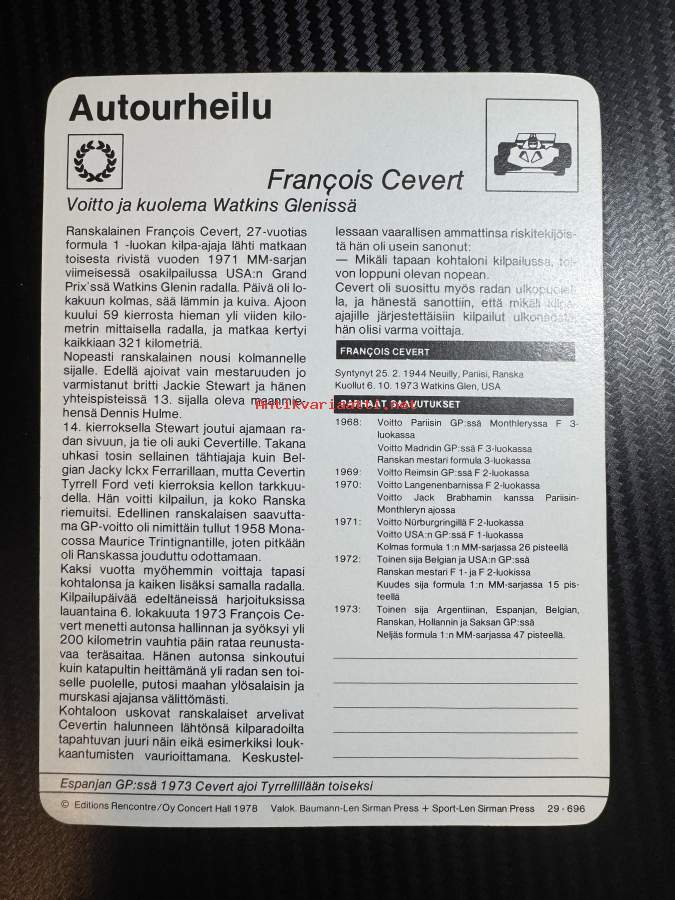 Autourheilu
François Cevert
Voitto ja kuolema Watkins Glenissä
Ranskalainen François Cevert, 27-vuotias
formula 1 -luokan kilpa-ajaja lähti matkaan
toisesta rivistä vuoden 1971 MM-sarjan
viimeisessä osakilpailussa USA:n Grand
Prix'ssä Watkins Glenin radalla. Päivä oli lo-
kakuun kolmas, sää lämmin ja kuiva. Ajoon
kuului 59 kierrosta hieman yli viiden kilo-
metrin mittaisella radalla, ja matkaa kertyi
kaikkiaan 321 kilometriä.
Nopeasti ranskalainen nousi kolmannelle
sijalle. Edellä ajoivat vain mestaruuden jo
varmistanut britti Jackie Stewart ja hänen
yhteispisteissä 13. sijalla oleva maanmie-
hensä Dennis Hulme.
14. kierroksella Stewart joutui ajamaan ra-
dan sivuun, ja tie oli auki Cevertille. Takana
uhkasi tosin sellainen tähtiajaja kuin Bel-
gian Jacky Ickx Ferrarillaan, mutta Cevertin
Tyrrell Ford veti kierroksia kellon tarkkuu-
della. Hän voitti kilpailun, ja koko Ranska
riemuitsi. Edellinen ranskalaisen saavutta-
ma GP-voitto oli nimittäin tullut 1958 Mona-
cossa Maurice Trintignantille, joten pitkään
oli Ranskassa jouduttu odottamaan.
Kaksi vuotta myöhemmin voittaja tapasi
kohtalonsa ja kaiken lisäksi samalla radalla.
Kilpailupäivää edeltäneissä harjoituksissa
lauantaina 6. lokakuuta 1973 François Ce-
vert menetti autonsa hallinnan ja syöksyi yli
200 kilometrin vauhtia päin rataa reunusta-
vaa teräsaitaa. Hänen autonsa sinkoutui
kuin katapultin heittämänä yli radan sen toi-
selle puolelle, putosi maahan ylösalaisin ja
murskasi ajajansa välittömästi.
Kohtaloon uskovat ranskalaiset arvelivat
Cevertin halunneen lähtönsä kilparadoilta
tapahtuvan juuri näin eikä esimerkiksi louk-
kaantumisten vaurioittamana. Keskustel-
lessaan vaarallisen ammattinsa riskitekijöis-
tä hän oli usein sanonut:
— Mikäli tapaan kohtaloni kilpailussa, toi-
von loppuni olevan nopean.
Cevert oli suosittu myös radan ulkopuolel-
la, ja hänestä sanottiin, että mikäli kilpa-
ajajille järjestettäisiin kilpailut ulkonäöstä,
hän olisi varma voittaja.
FRANÇOIS CEVERT
Syntynyt 25. 2. 1944 Neuilly, Pariisi, Ranska
Kuollut 6. 10. 1973 Watkins Glen, USA
PARHAAT SAAVUTUKSET
Antikvariaatti.net
1968: Voitto Pariisin GP:ssä Monthleryssa F 3-
luokassa
Voitto Madridin GP:ssä F 3-luokassa
Ranskan mestari formula 3-luokassa
1969: Voitto Reimsin GP:ssä F 2-luokassa
1970: Voitto Langenenbarnissa F 2-luokassa
Voitto Jack Brabhamin kanssa Pariisin-
Monthleryn ajossa
1971: Voitto Nürburgringillä F 2-luokassa
Voitto USA:n GP:ssä F 1-luokassa
Kolmas formula 1:n MM-sarjassa 26 pisteellä
1972: Toinen sija Belgian ja USA:n GP:ssä
Ranskan mestari F 1- ja F 2-luokissa
Kuudes sija formula 1:n MM-sarjassa 15 pis-
teellä
1973: Toinen sija Argentiinan, Espanjan, Belgian,
Ranskan, Hollannin ja Saksan GP:ssä
Neljäs formula 1:n MM-sarjassa 47 pisteellä.
Espanjan GP:ssä 1973 Cevert ajoi Tyrrellillään toiseksi
© Editions Rencontre/Oy Concert Hall 1978 Valok. Baumann-Len Sirman Press + Sport-Len Sirman Press 29 - 696